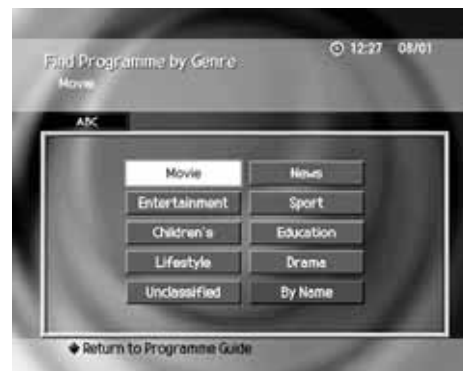 Find Programme by Genre
12:27 08/01
Movie
ABC
Movie News
Entertainment Sport
Children's Education
Lifestyle Drama
Unclassified By Name
Return to Programme Guide